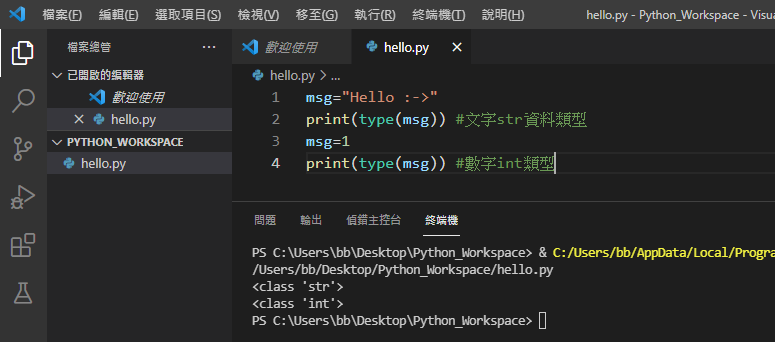 檔案(F) 編輯(E) 選取項目(S) 檢視(V) 移至(G) 執行(R) 終端機(T) 說明(H) hello.py - Python_Workspace - Visua
檔案總管 ...
已開啟的編輯器
歡迎使用
hello.py
PYTHON_WORKSPACE
hello.py
歡迎使用 hello.py
hello.py > ...
1 msg="Hello :->"
2 print(type(msg)) #文字str資料類型
3 msg=1
4 print(type(msg)) #數字int類型
問題 輸出 偵錯主控台 終端機
PS C:\Users\bb\Desktop\Python_Workspace> & C:/Users/bb/AppData/Local/Progra
/Users/bb/Desktop/Python_Workspace/hello.py
<class 'str'>
<class 'int'>
PS C:\Users\bb\Desktop\Python_Workspace>